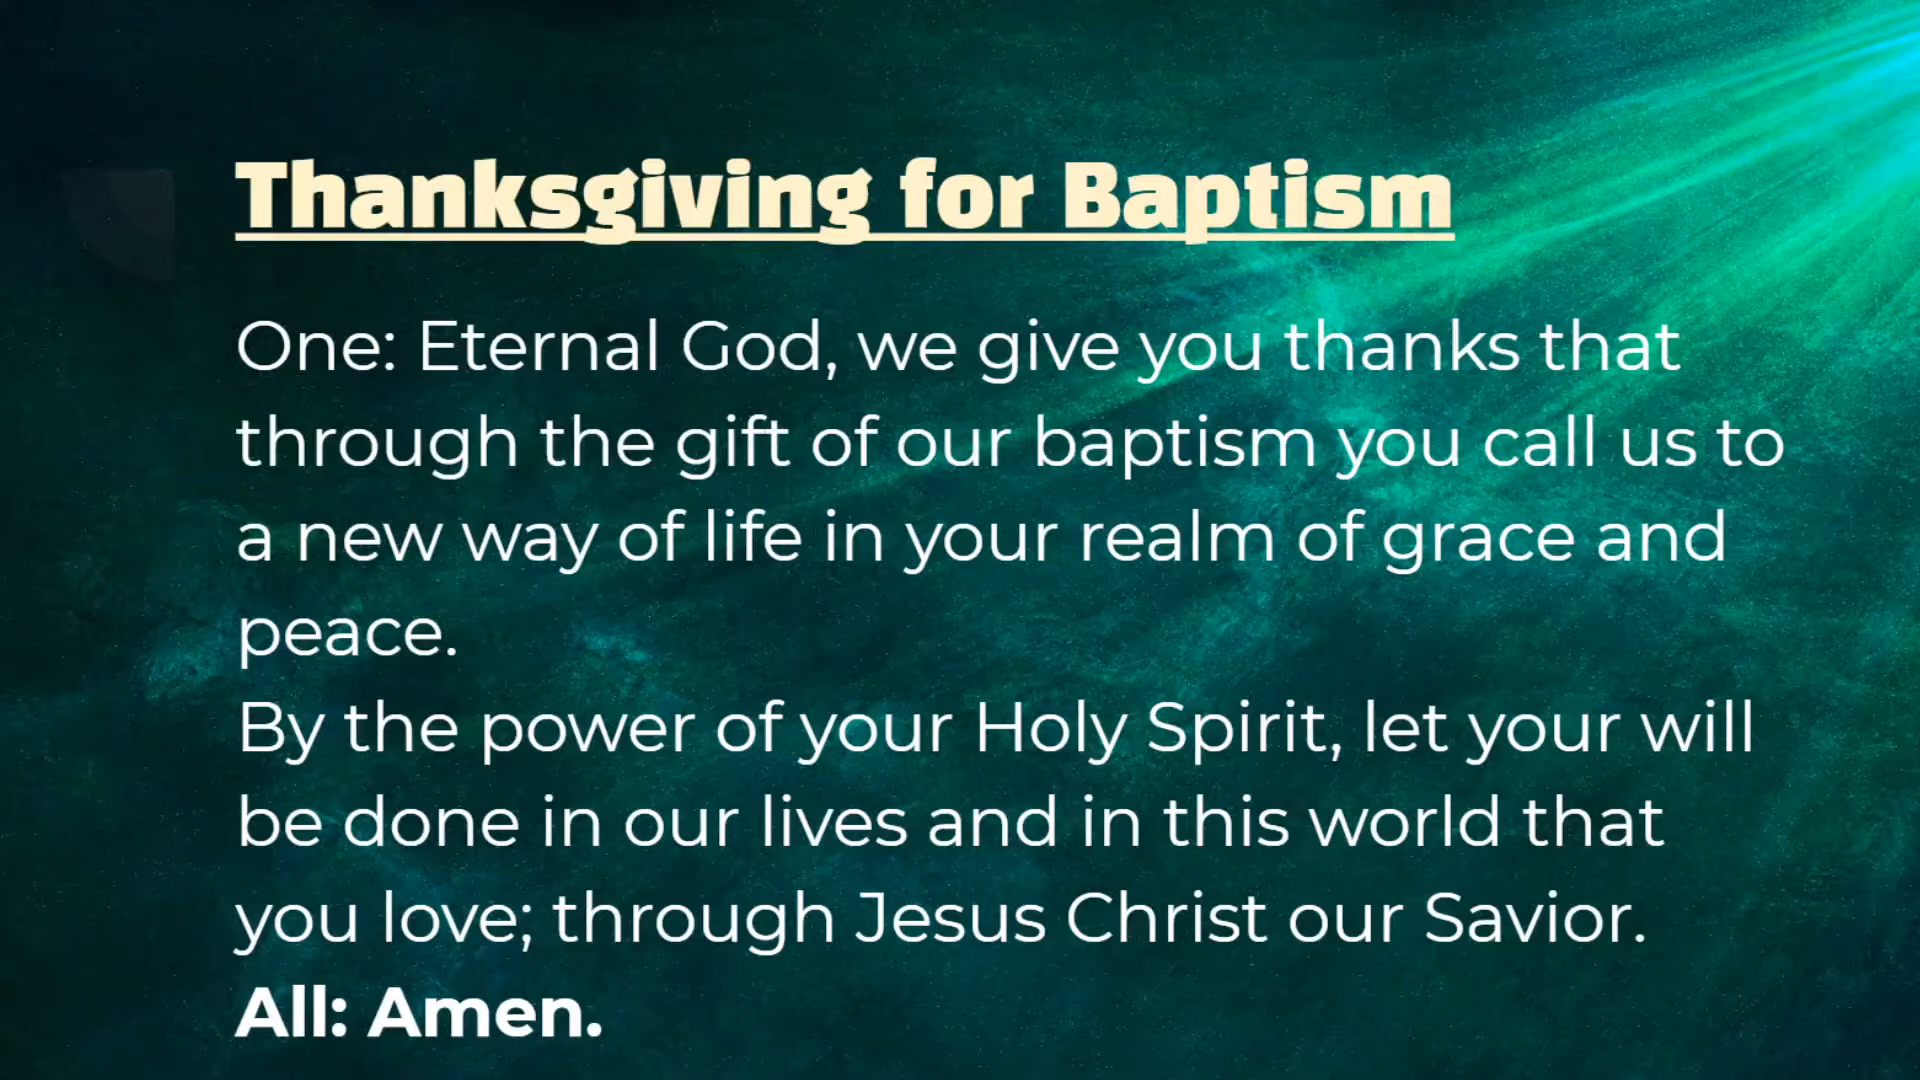 Thanksgiving for Baptism
One: Eternal God, we give you thanks that
through the gift of our baptism you call us to
a new way of life in your realm of grace and
peace.
By the power of your Holy Spirit, let your will
be done in our lives and in this world that
you love; through Jesus Christ our Savior.
All: Amen.